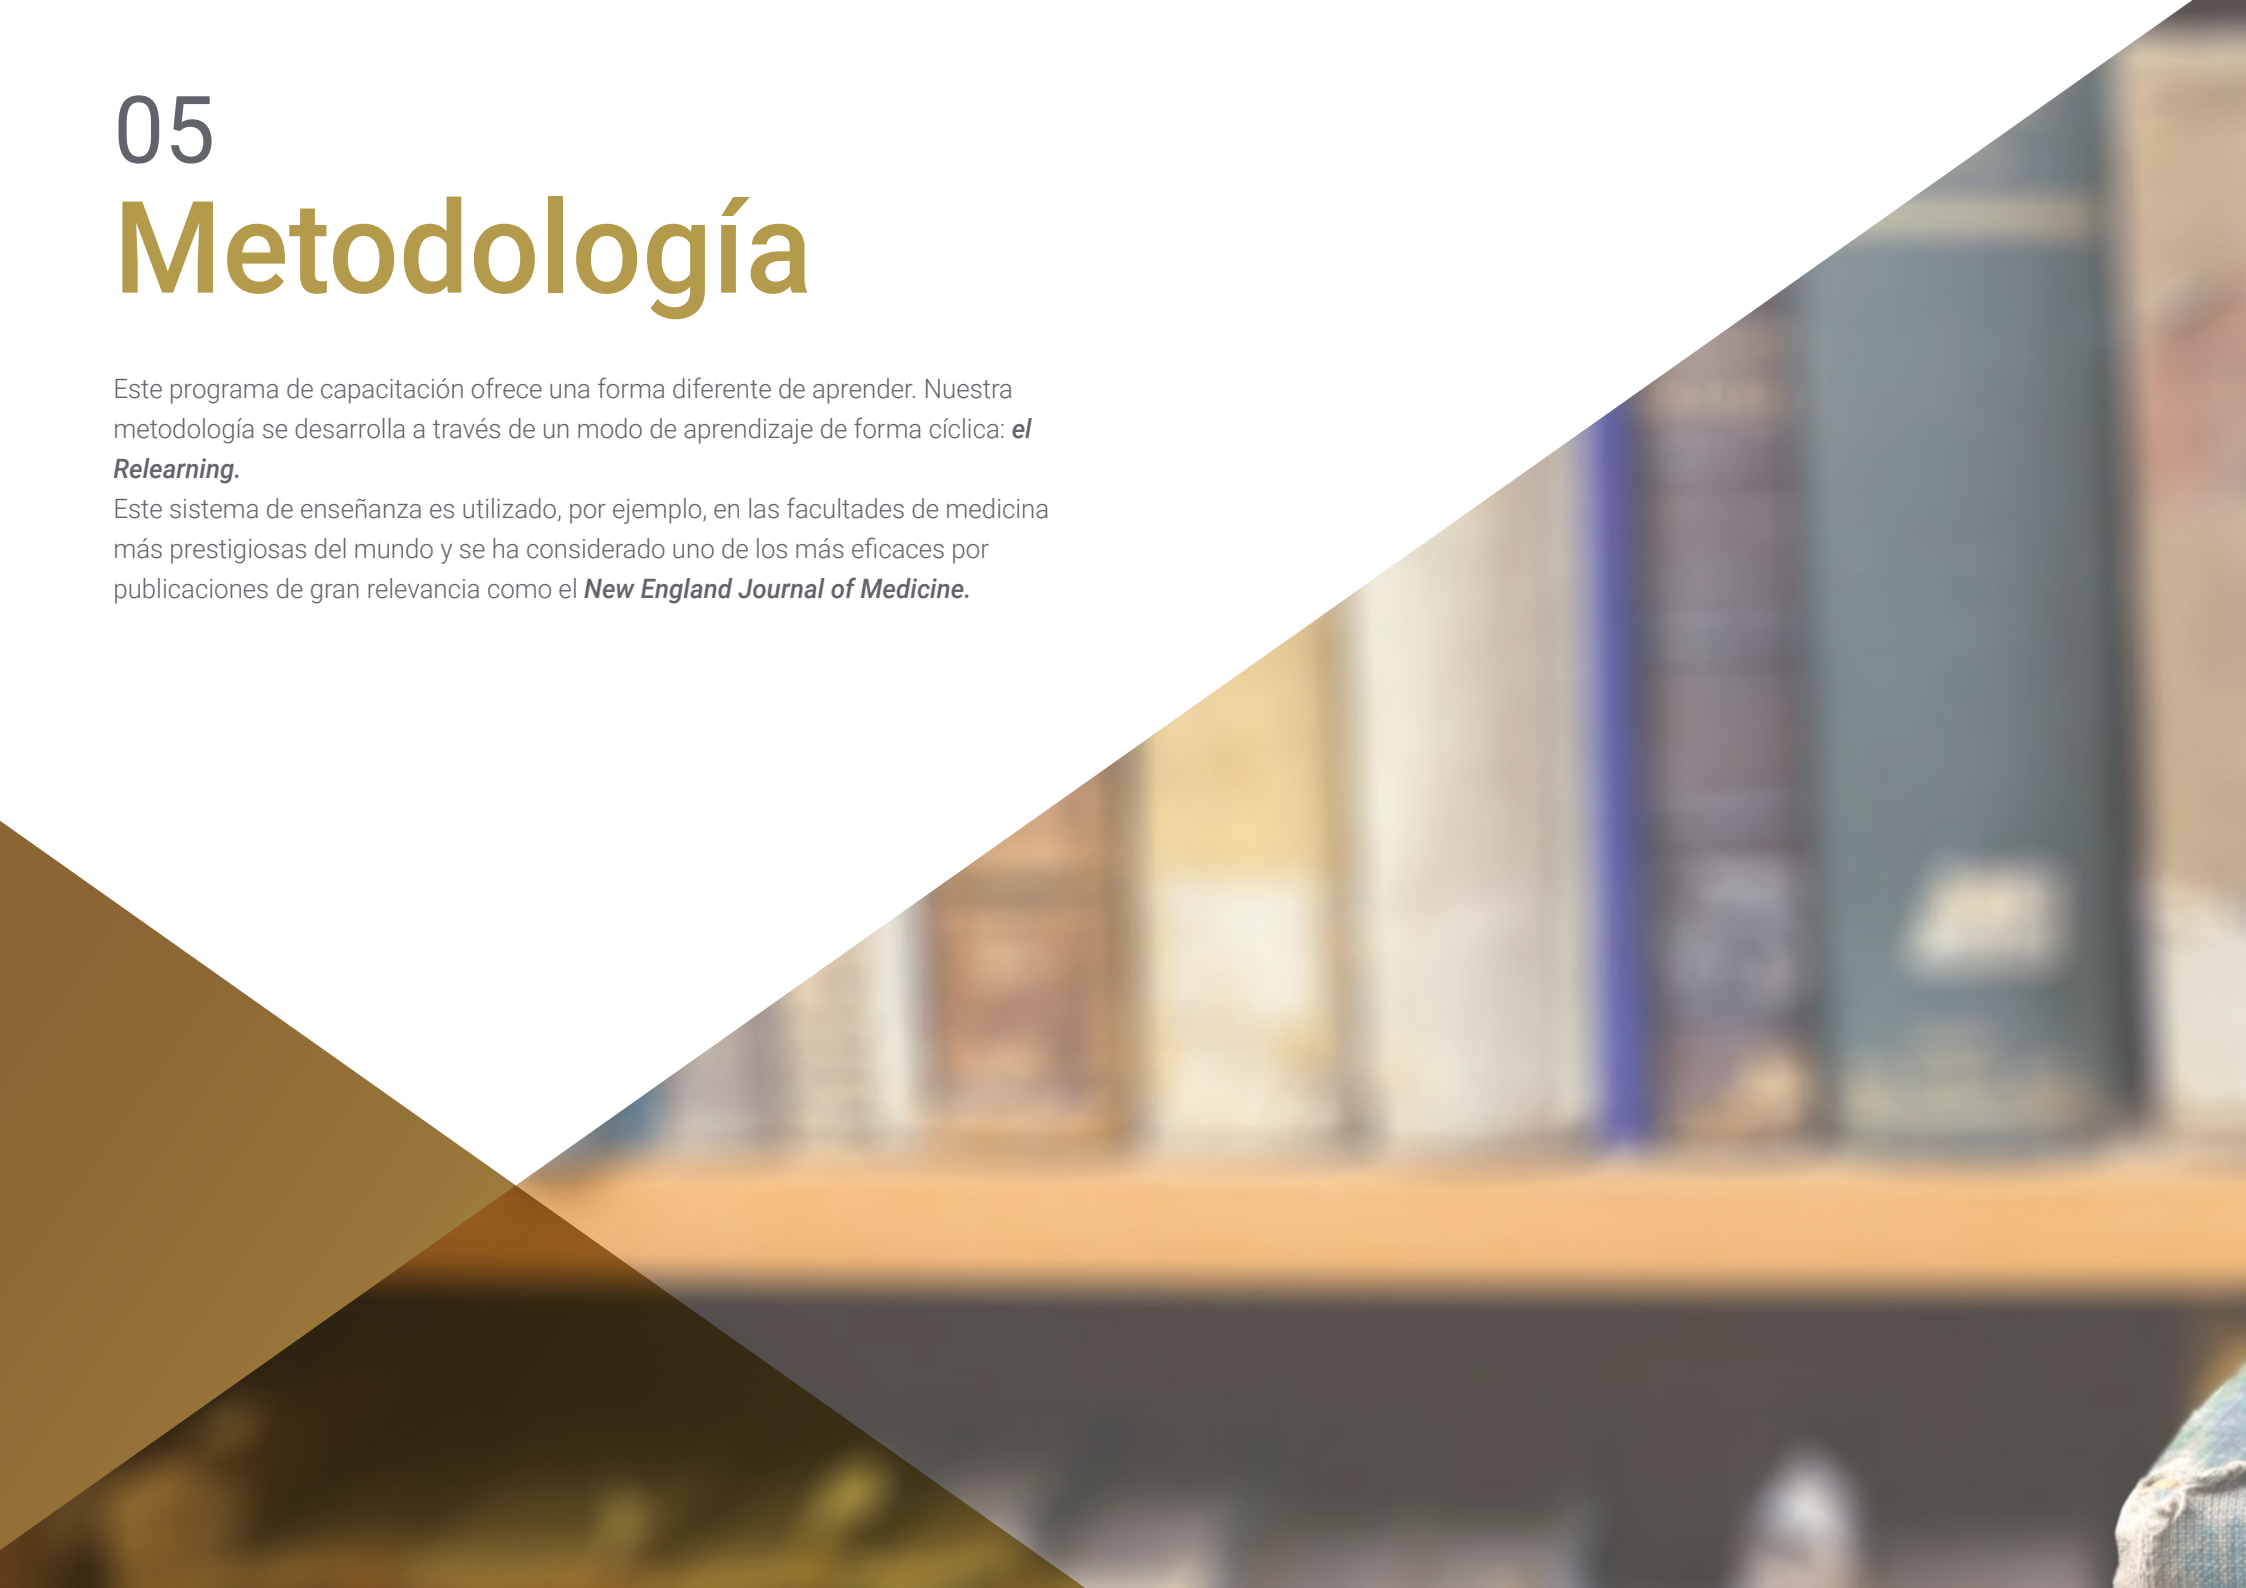 05
Metodología
Este programa de capacitación ofrece una forma diferente de aprender. Nuestra
metodología se desarrolla a través de un modo de aprendizaje de forma cíclica: el
Relearning.
Este sistema de enseñanza es utilizado, por ejemplo, en las facultades de medicina
más prestigiosas del mundo y se ha considerado uno de los más eficaces por
publicaciones de gran relevancia como el New England Journal of Medicine.